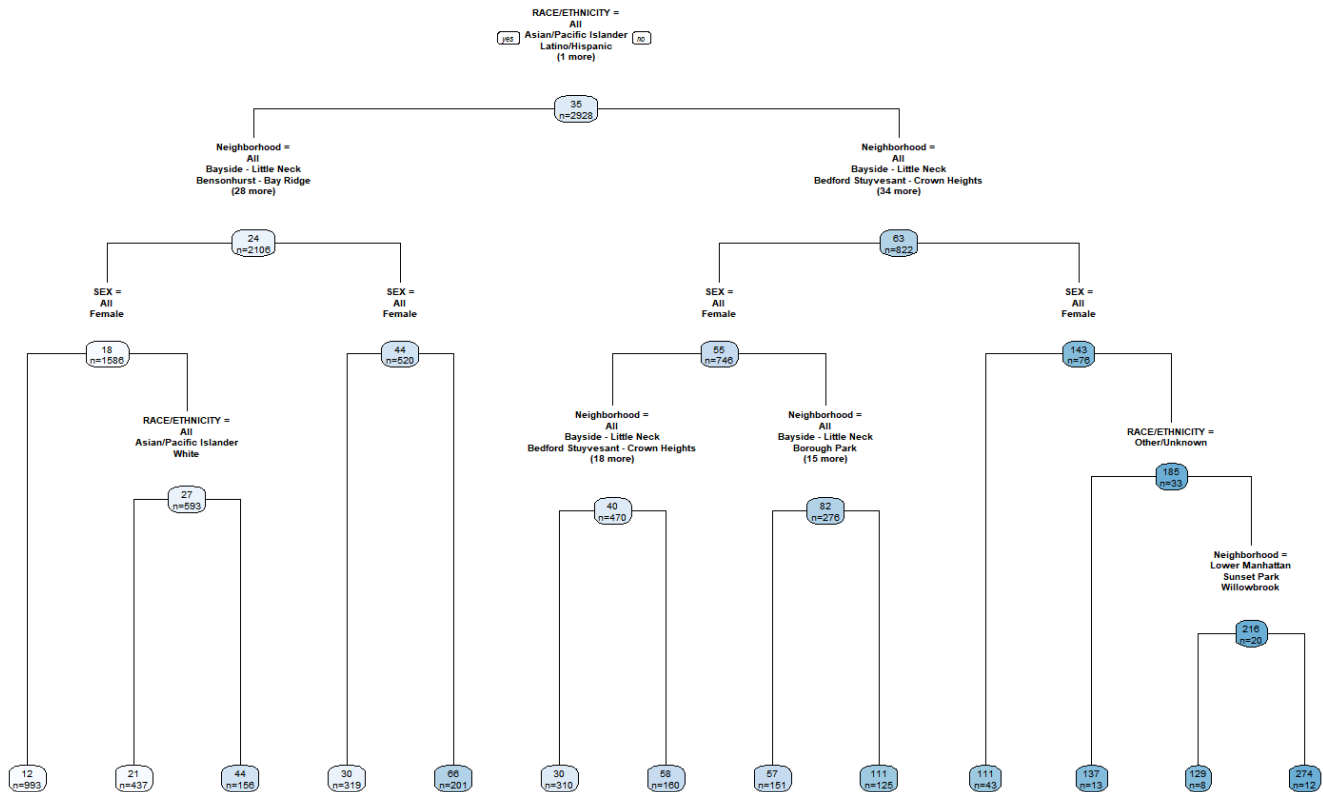 RACE/ETHNICITY =
All
yes Asian/Pacific Islander no
Latino/Hispanic
(1 more)
35
n=2928
Neighborhood =
All
Bayside - Little Neck
Bensonhurst - Bay Ridge
(28 more)
Neighborhood =
All
Bayside - Little Neck
Bedford Stuyvesant - Crown Heights
(34 more)
24
n=2106
63
n=822
SEX =
All
Female
SEX =
All
Female
SEX =
All
Female
SEX =
All
Female
18
n=1586
44
n=520
55
n=746
143
n=76
RACE/ETHNICITY =
All
Asian/Pacific Islander
White
Neighborhood =
All
Bayside - Little Neck
Bedford Stuyvesant - Crown Heights
(18 more)
Neighborhood =
All
Bayside - Little Neck
Borough Park
(15 more)
RACE/ETHNICITY =
Other/Unknown
27
n=593
40
n=470
82
n=276
185
n=33
Neighborhood =
Lower Manhattan
Sunset Park
Willowbrook
216
n=20
12
n=993
21
n=437
44
n=156
30
n=319
66
n=201
30
n=310
58
n=160
57
n=151
111
n=125
111
n=43
137
n=13
129
n=8
274
n=12